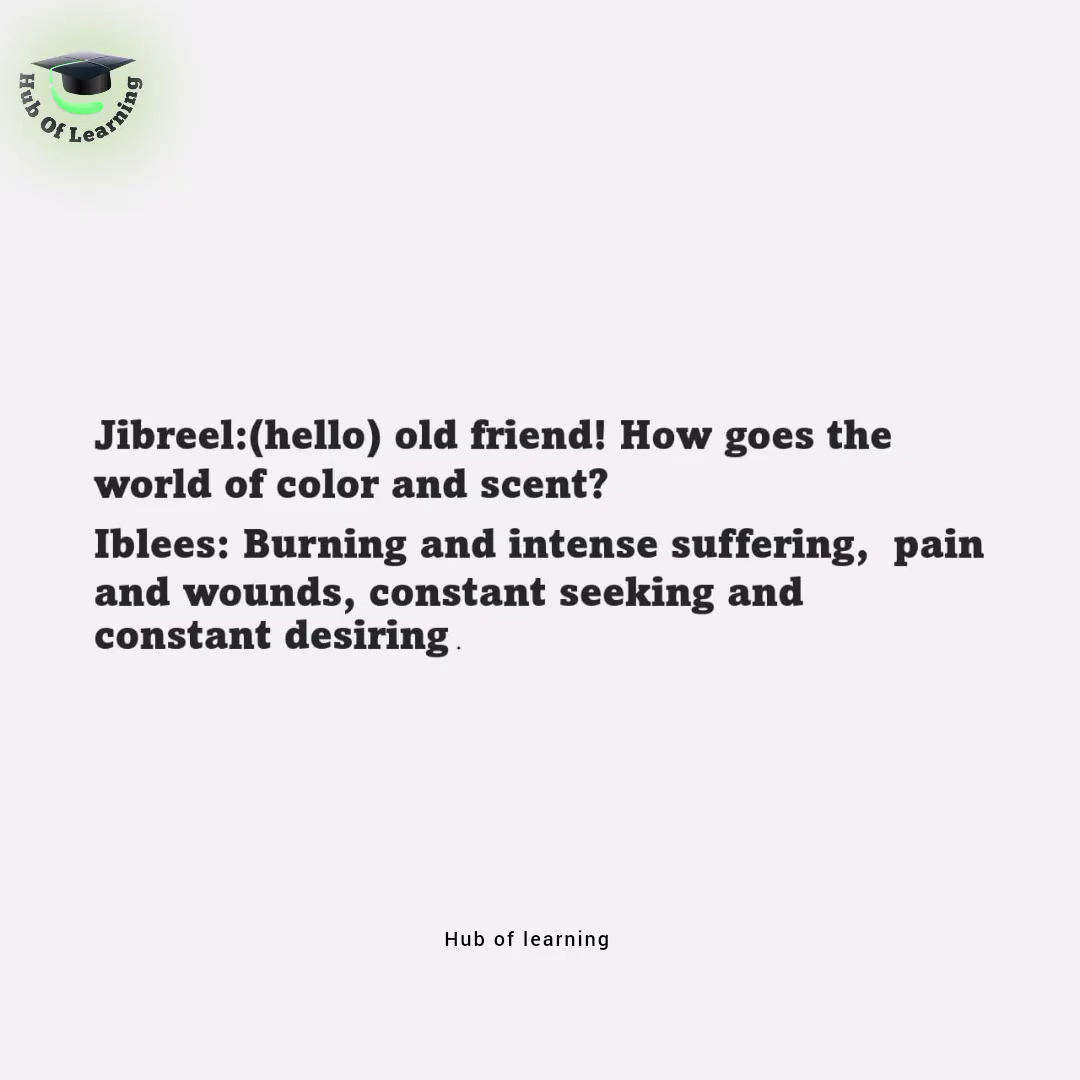 Hub Of Learning
Jibreel:(hello) old friend! How goes the
world of color and scent?
Iblees: Burning and intense suffering,  pain
and wounds, constant seeking and
constant desiring .
Hub of learning